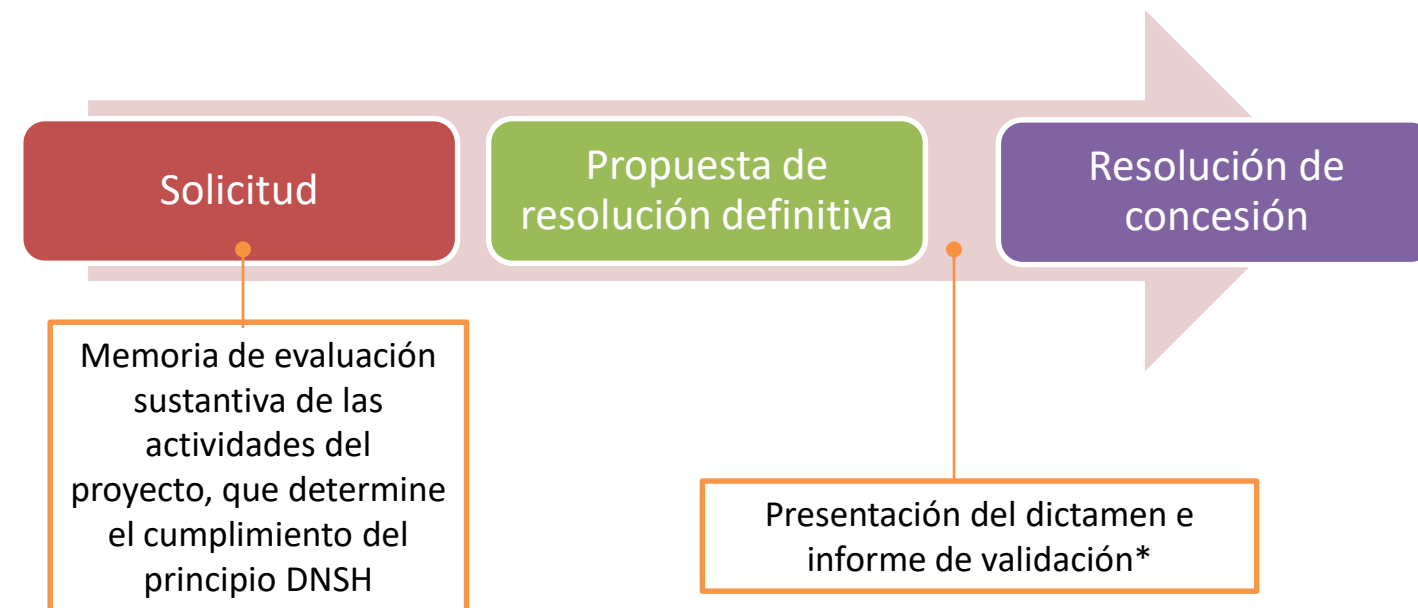 Solicitud
Propuesta de
resolución definitiva
Resolución de
concesión
Memoria de evaluación
sustantiva de las
actividades del
proyecto, que determine
el cumplimiento del
principio DNSH
Presentación del dictamen e
informe de validación*